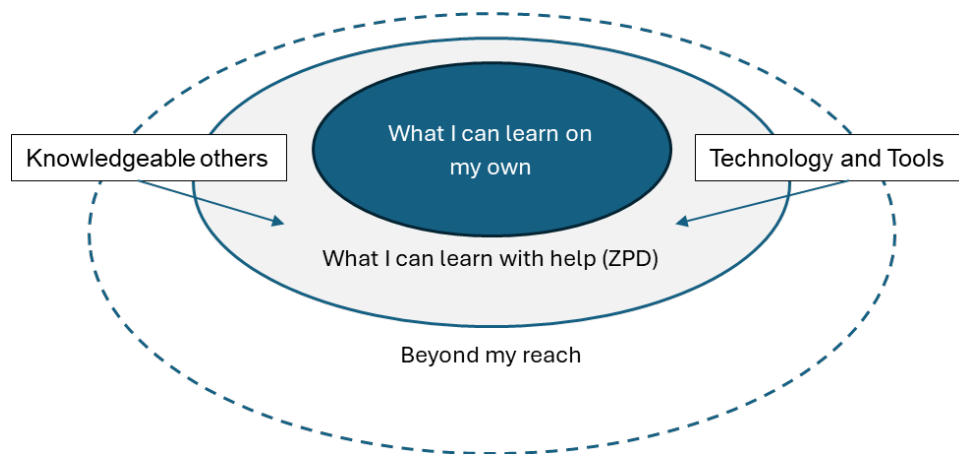 What I can learn on
my own
Knowledgeable others
Technology and Tools
What I can learn with help (ZPD)
Beyond my reach